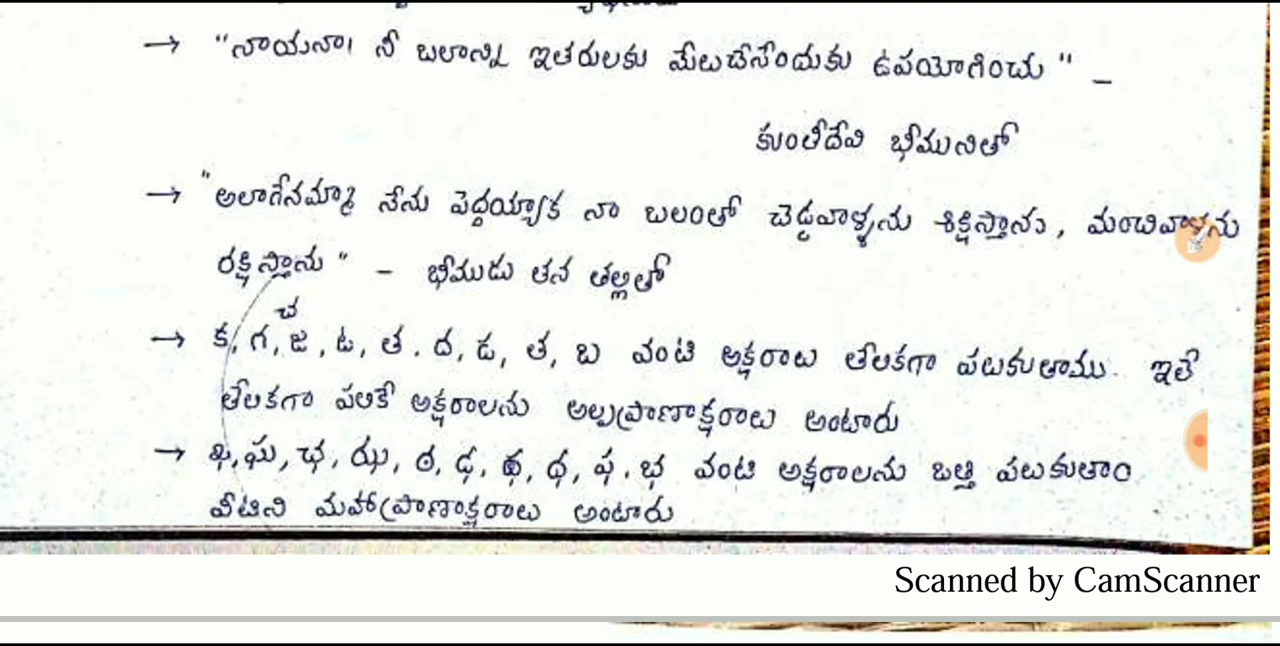 → "నాయనా! నీ బలాన్ని ఇతరులకు మేలుచేసేందుకు ఉపయోగించు" –
కుంతీదేవి భీమునితో
→ "అలాగేనమ్మా నేను పెద్దయ్యాక నా బలంతో చెడ్డవాళ్ళను శిక్షిస్తాను, మంచివాళ్ళను
రక్షిస్తాను" – భీముడు తన తల్లితో
చ
→ క, గ, జ, ట, త. ద, డ, త, బ వంటి అక్షరాలు తేలికగా పలుకుతాము. ఇలే
తేలికగా పలికే అక్షరాలను అల్పప్రాణాక్షరాలు అంటారు
→ ఖ, ఘ, ఛ, ఝ, ఠ, ఢ, థ, ధ, ఫ. భ వంటి అక్షరాలను ఒత్తి పలుకుతాం
వీటిని మహాప్రాణాక్షరాలు అంటారు
Scanned by CamScanner